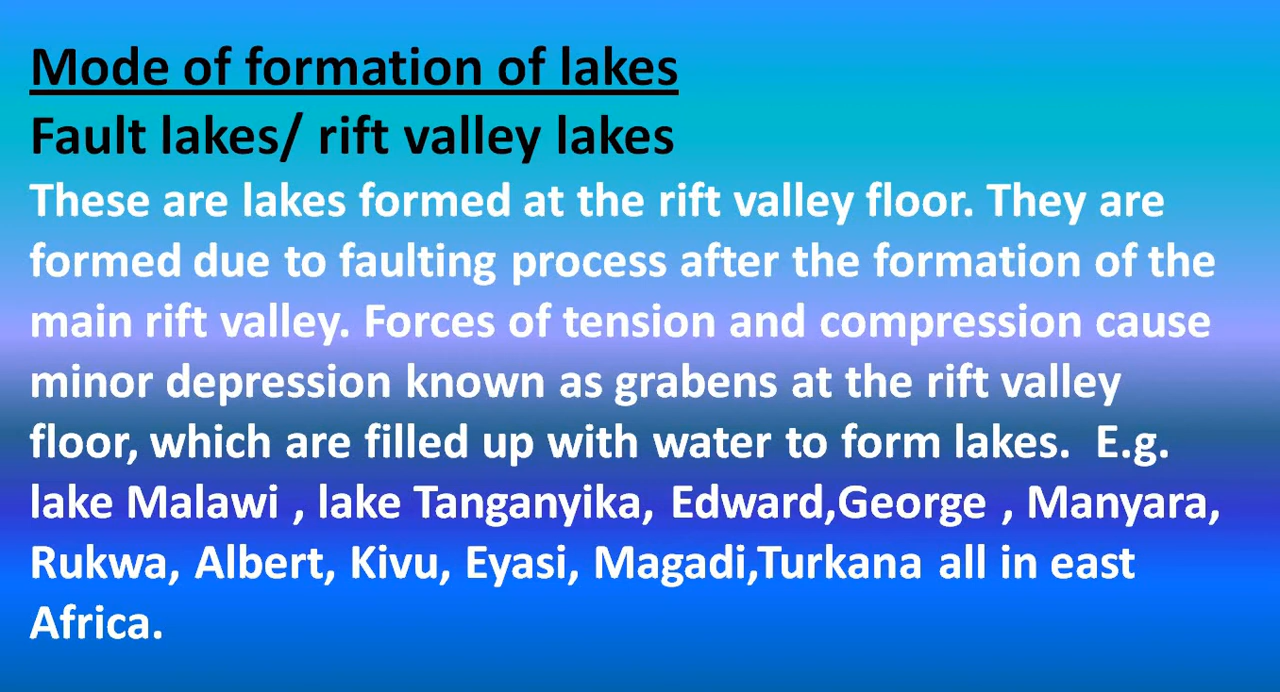 Mode of formation of lakes
Fault lakes/ rift valley lakes
These are lakes formed at the rift valley floor. They are
formed due to faulting process after the formation of the
main rift valley. Forces of tension and compression cause
minor depression known as grabens at the rift valley
floor, which are filled up with water to form lakes.  E.g.
lake Malawi , lake Tanganyika, Edward,George , Manyara,
Rukwa, Albert, Kivu, Eyasi, Magadi,Turkana all in east
Africa.